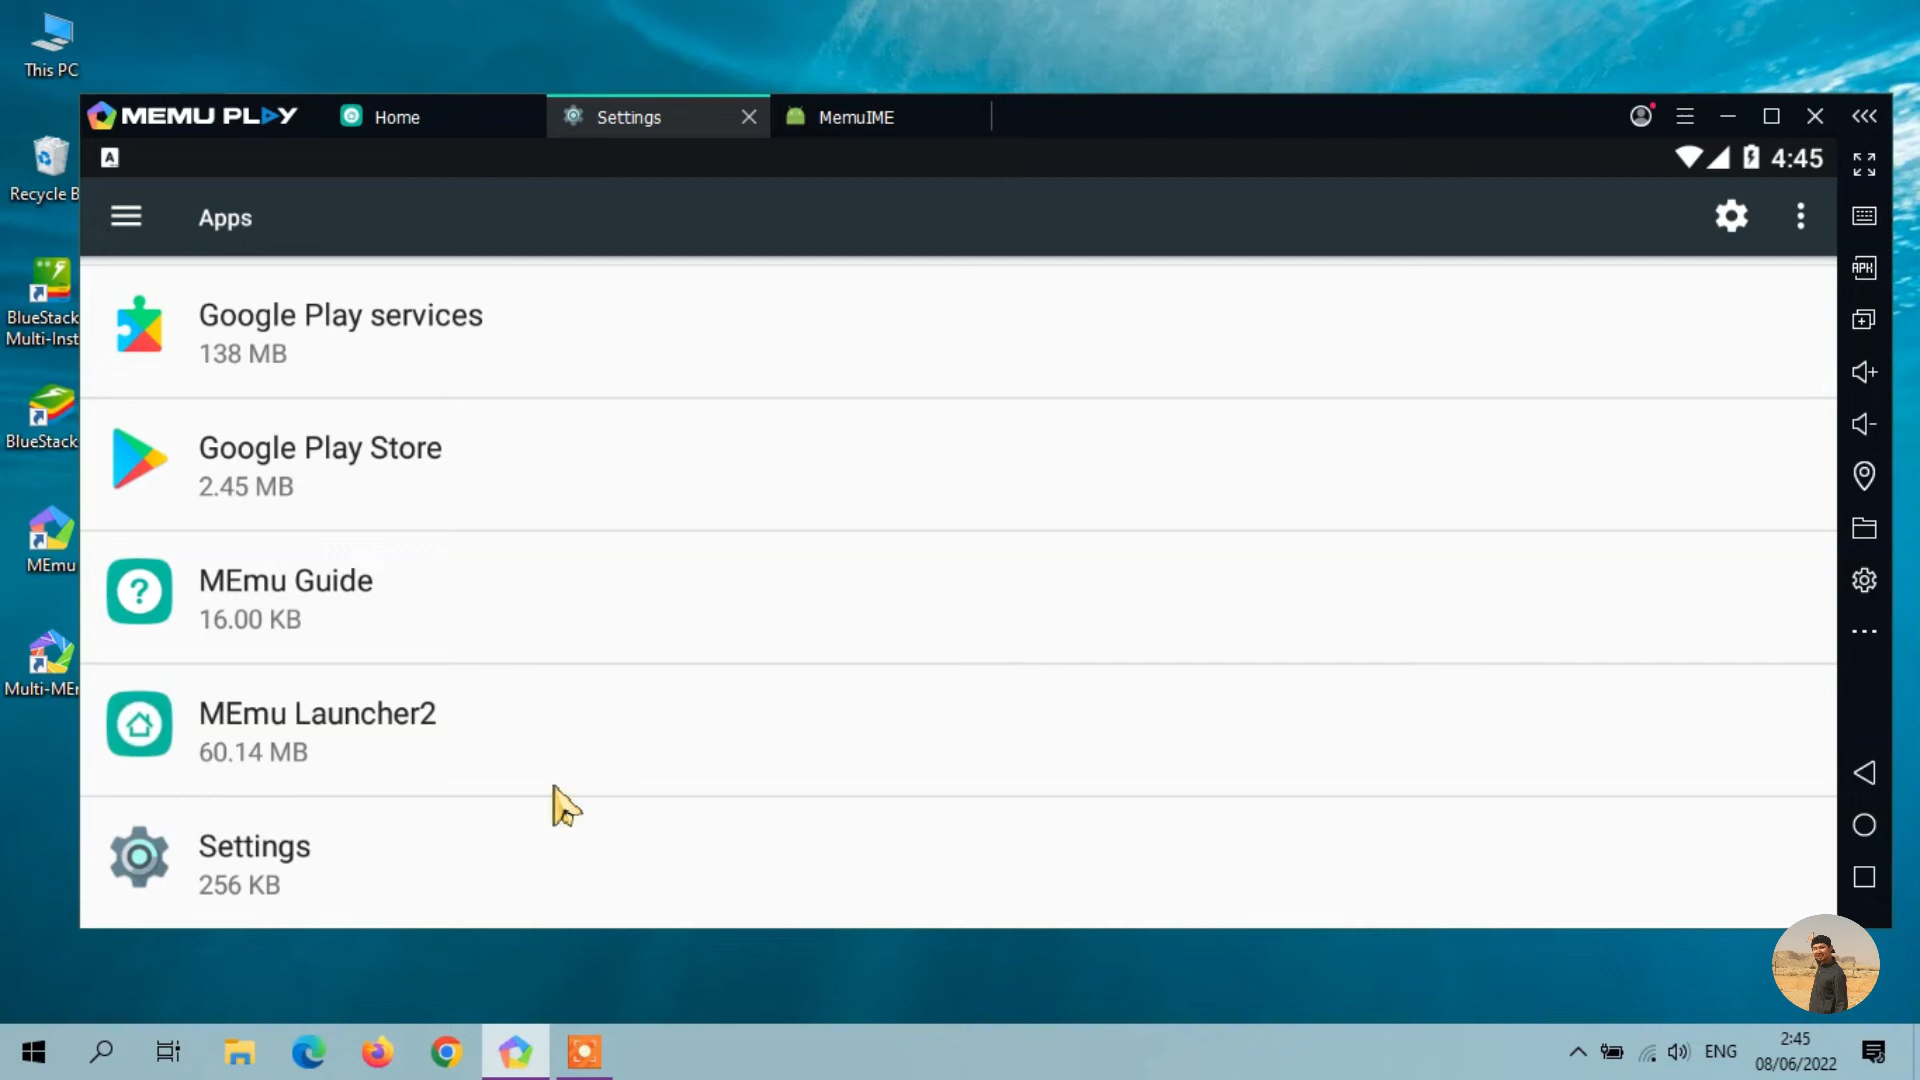 This PC
Recycle B
BlueStack
Multi-Inst
BlueStack
MEmu
Multi-MEr
MEMU PLAY
Home
Settings
MemuIME
A
4:45
Apps
APK
Google Play services
138 MB
Google Play Store
2.45 MB
MEmu Guide
16.00 KB
MEmu Launcher2
60.14 MB
Settings
256 KB
ENG
2:45
08/06/2022